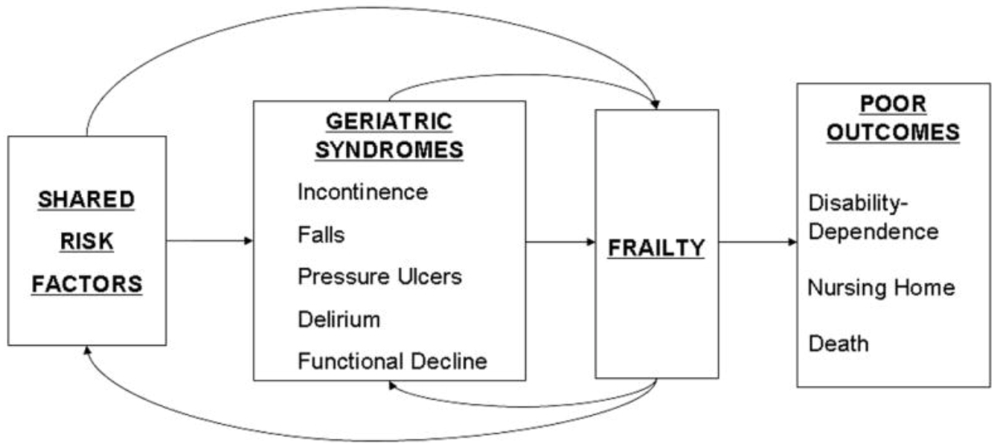 SHARED
RISK
FACTORS
GERIATRIC
SYNDROMES
Incontinence
Falls
Pressure Ulcers
Delirium
Functional Decline
FRAILTY
POOR
OUTCOMES
Disability-
Dependence
Nursing Home
Death